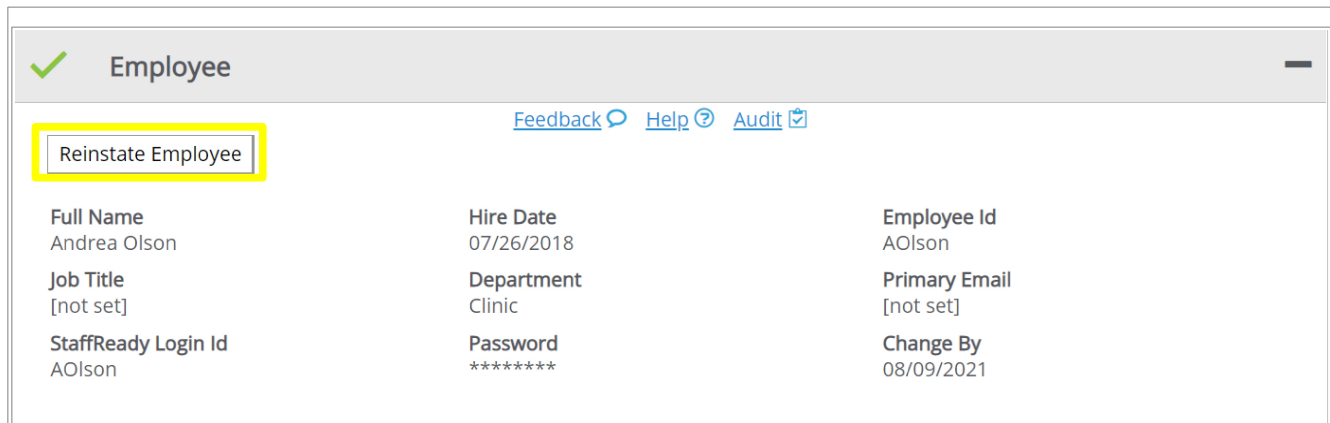 Employee
Feedback Help Audit
Reinstate Employee
Full Name Hire Date Employee Id
Andrea Olson 07/26/2018 AOlson
Job Title Department Primary Email
[not set] Clinic [not set]
StaffReady Login Id Password Change By
AOlson ******** 08/09/2021